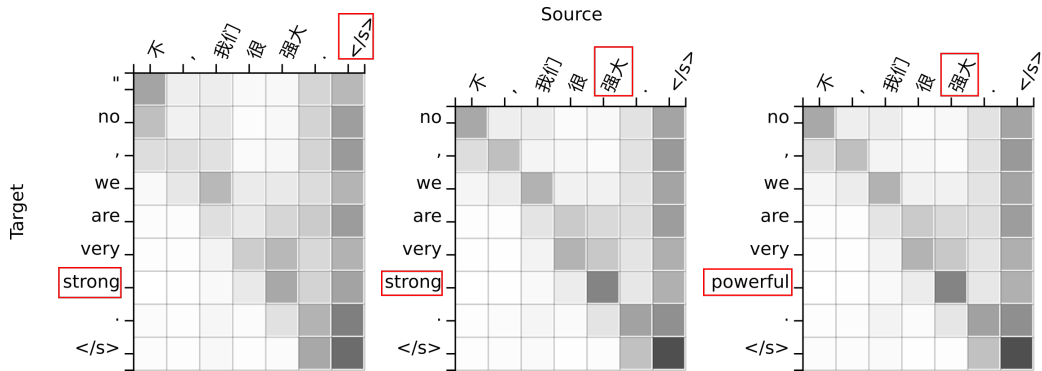 Source
Target
不 , 我们 很 强大 . </s>
"
no
,
we
are
very
strong
.
</s>
不 , 我们 很 强大 . </s>
no
,
we
are
very
strong
.
</s>
不 , 我们 很 强大 . </s>
no
,
we
are
very
powerful
.
</s>